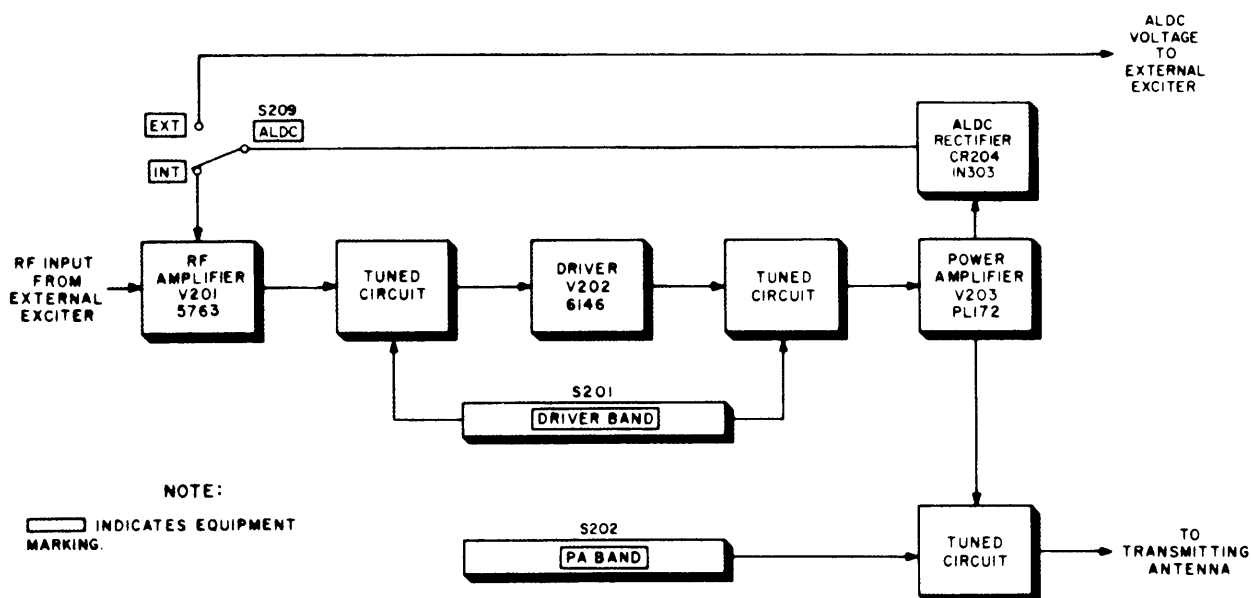 ALDC
VOLTAGE
TO
EXTERNAL
EXCITER
S209
EXT
ALDC
INT
ALDC
RECTIFIER
CR204
IN303
RF INPUT
FROM
EXTERNAL
EXCITER
RF
AMPLIFIER
V201
5763
TUNED
CIRCUIT
DRIVER
V202
6146
TUNED
CIRCUIT
POWER
AMPLIFIER
V203
PL172
S201
DRIVER BAND
NOTE:
INDICATES EQUIPMENT
MARKING.
S202
PA BAND
TUNED
CIRCUIT
TO
TRANSMITTING
ANTENNA